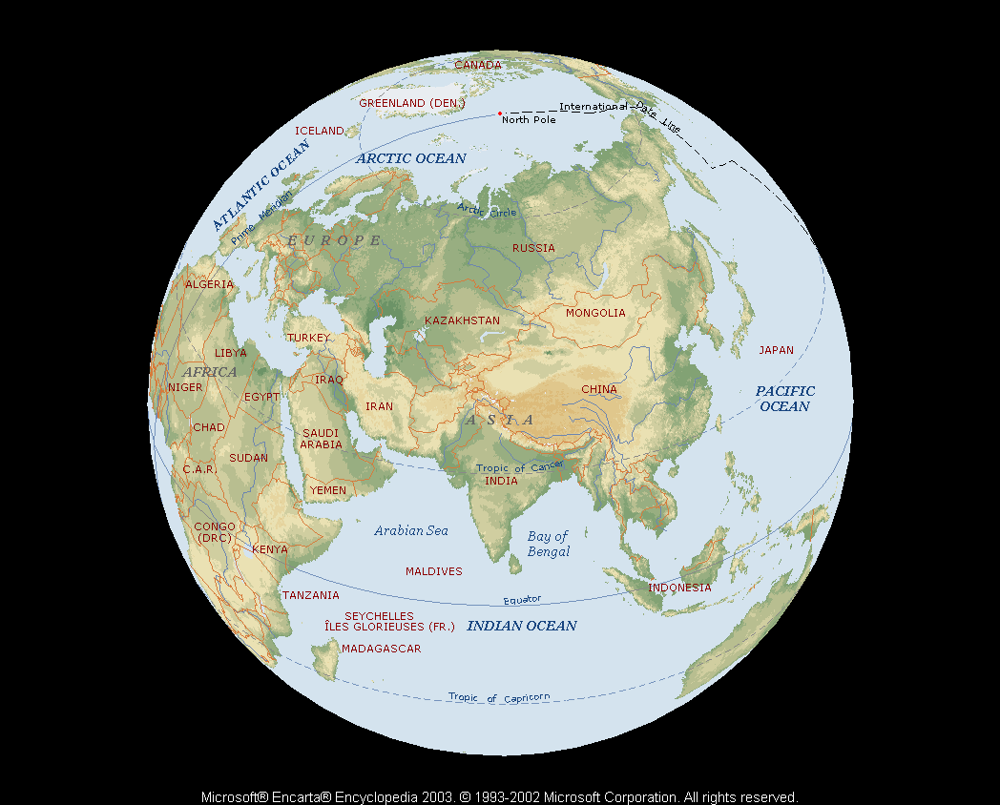 CANADA
GREENLAND (DEN.)
International Date Line
North Pole
ICELAND
ARCTIC OCEAN
ATLANTIC OCEAN
Prime Meridian
Arctic Circle
EUROPE
RUSSIA
ALGERIA
MONGOLIA
KAZAKHSTAN
TURKEY
JAPAN
LIBYA
AFRICA
IRAQ
NIGER
CHINA
PACIFIC
OCEAN
EGYPT
IRAN
ASIA
CHAD
SAUDI
ARABIA
SUDAN
C.A.R.
Tropic of Cancer
INDIA
YEMEN
CONGO
(DRC)
Arabian Sea
Bay of
Bengal
KENYA
MALDIVES
INDONESIA
TANZANIA
Equator
SEYCHELLES
ÎLES GLORIEUSES (FR.)
INDIAN OCEAN
MADAGASCAR
Tropic of Capricorn
Microsoft® Encarta® Encyclopedia 2003. © 1993-2002 Microsoft Corporation. All rights reserved.